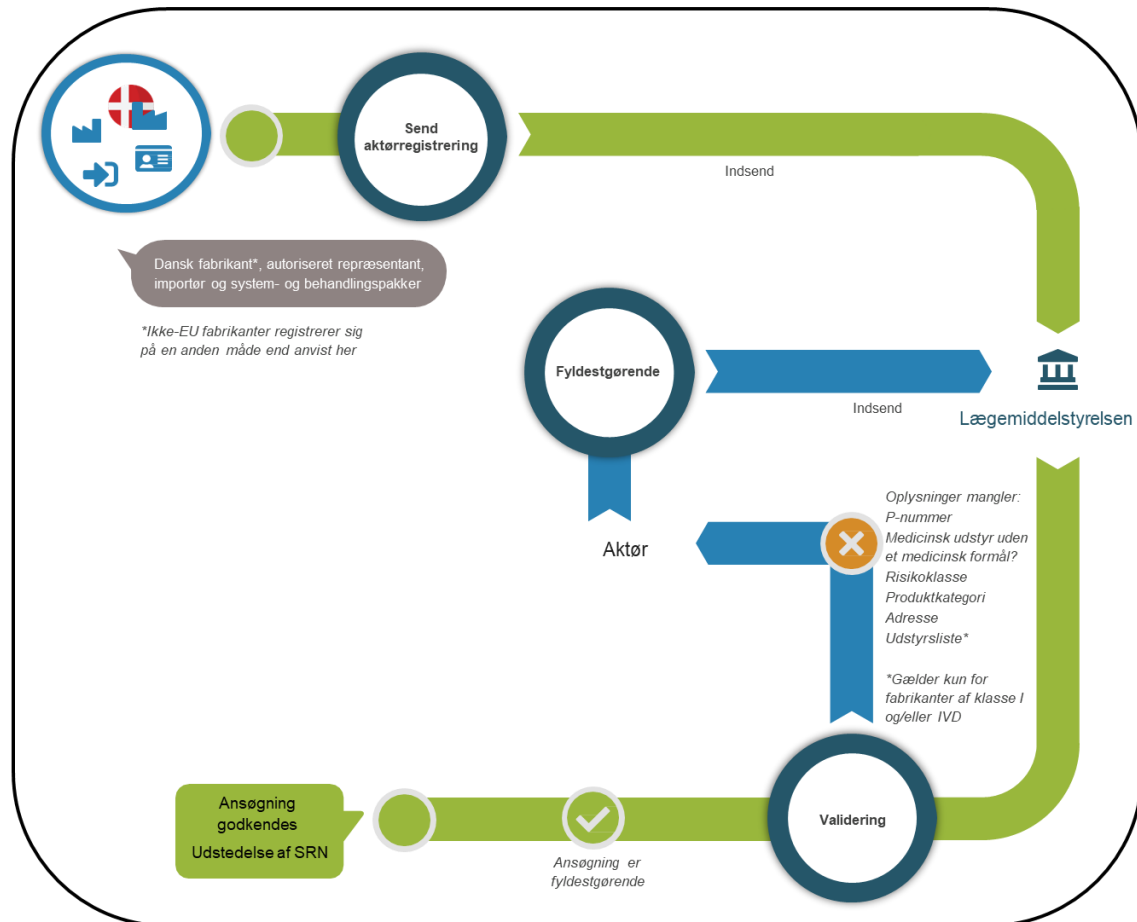 Send
aktørregistrering
Indsend
Dansk fabrikant*, autoriseret repræsentant,
importør og system- og behandlingspakker
*Ikke-EU fabrikanter registrerer sig
på en anden måde end anvist her
Fyldestgørende
Indsend
Lægemiddelstyrelsen
Oplysninger mangler:
P-nummer
Medicinsk udstyr uden
et medicinsk formål?
Risikoklasse
Produktkategori
Adresse
Udstyrsliste*
*Gælder kun for
fabrikanter af klasse I
og/eller IVD
Aktør
Validering
Ansøgning er
fyldestgørende
Ansøgning
godkendes
Udstedelse af SRN